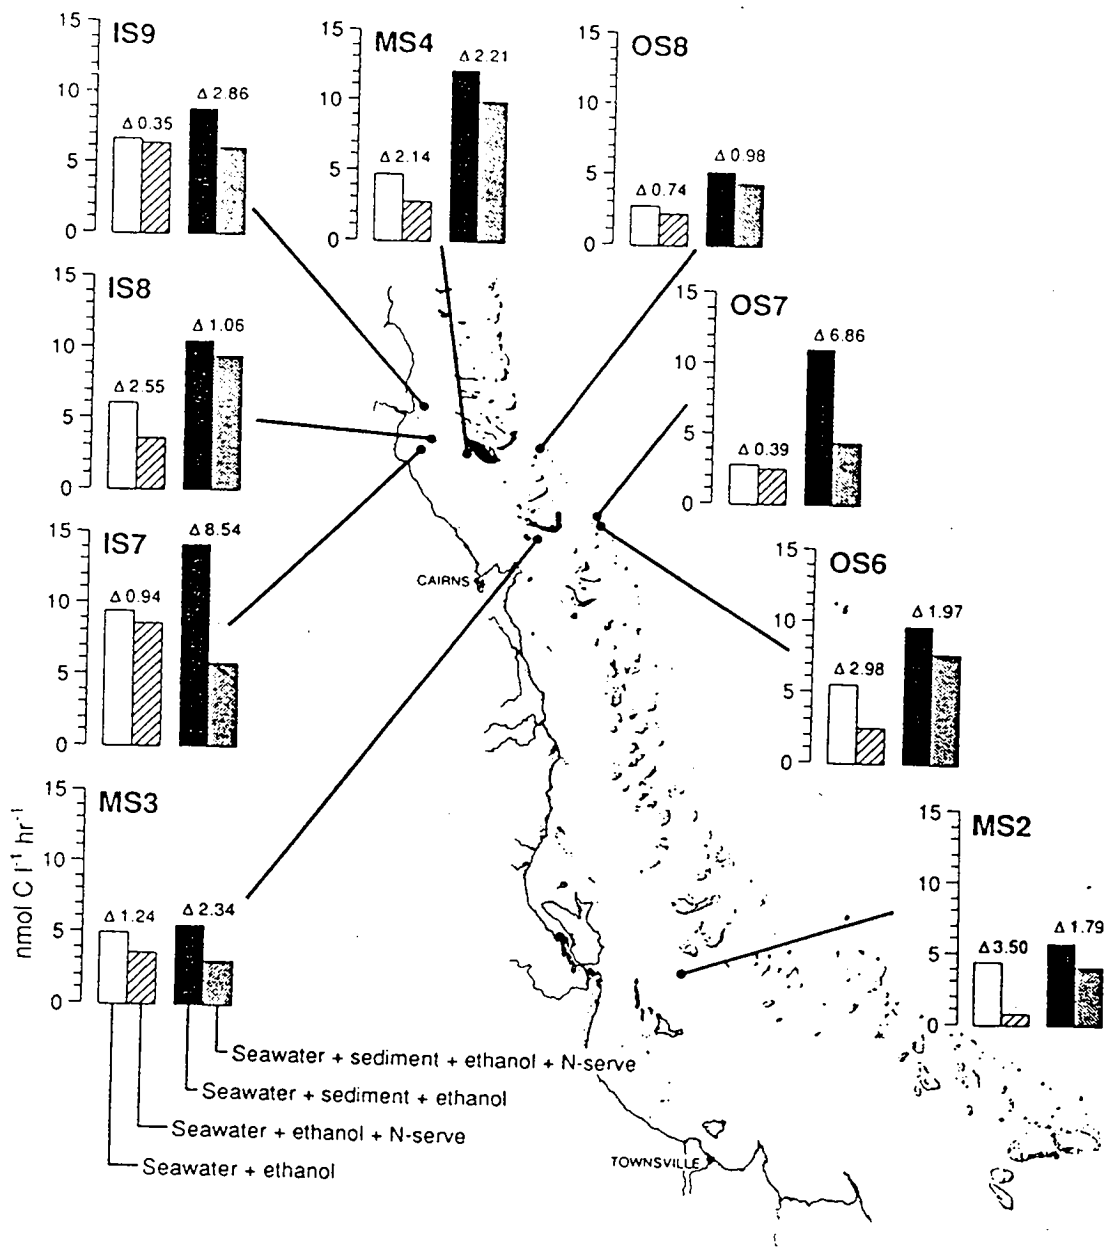 IS9
15
10
5
0
Δ 0.35
Δ 2.86
MS4
15
10
5
0
Δ 2.14
Δ 2.21
OS8
15
10
5
0
Δ 0.74
Δ 0.98
IS8
15
10
5
0
Δ 2.55
Δ 1.06
OS7
15
10
5
0
Δ 0.39
Δ 6.86
IS7
15
10
5
0
Δ 0.94
Δ 8.54
CAIRNS
OS6
15
10
5
0
Δ 2.98
Δ 1.97
MS3
nmol C l⁻¹ hr⁻¹
15
10
5
0
Δ 1.24
Δ 2.34
MS2
15
10
5
0
Δ 3.50
Δ 1.79
Seawater + sediment + ethanol + N-serve
Seawater + sediment + ethanol
Seawater + ethanol + N-serve
Seawater + ethanol
TOWNSVILLE